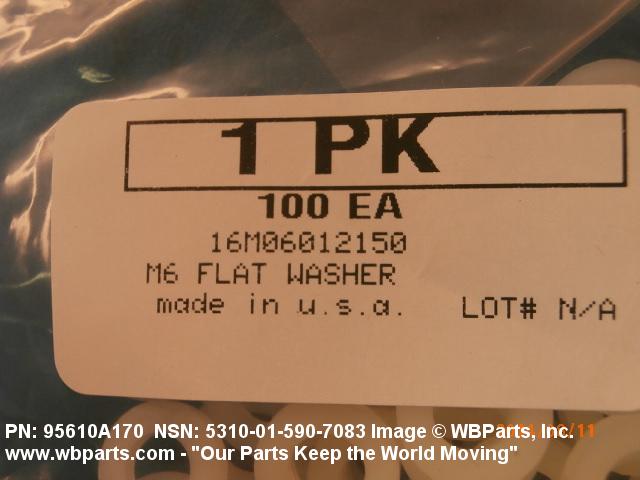 1 PK
100 EA
16M06012150
M6 FLAT WASHER
made in u.s.a.
LOT# N/A
PN: 95610A170 NSN: 5310-01-590-7083 Image © WBParts, Inc.
www.wbparts.com - "Our Parts Keep the World Moving"